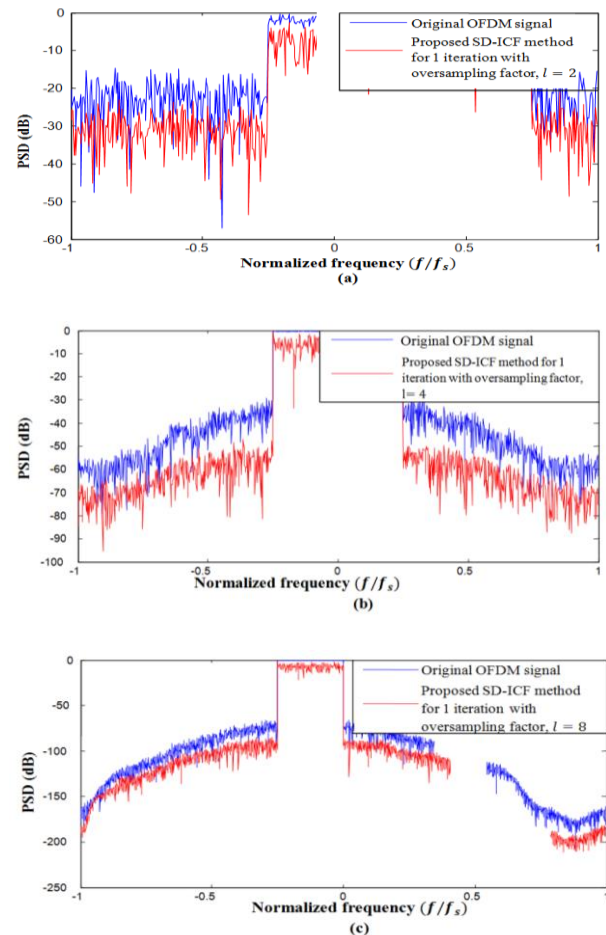 0
-10
-20
-30
-40
-50
-60
PSD (dB)
Original OFDM signal
Proposed SD-ICF method
for 1 iteration with
oversampling factor, l = 2
-1
-0.5
0
0.5
1
Normalized frequency (f/fs)
(a)
0
-10
-20
-30
-40
-50
-60
-70
-80
-90
-100
PSD (dB)
Original OFDM signal
Proposed SD-ICF method for 1
iteration with oversampling factor,
l= 4
-1
-0.5
0
0.5
1
Normalized frequency (f/fs)
(b)
0
-50
-100
-150
-200
-250
PSD (dB)
Original OFDM signal
Proposed SD-ICF method
for 1 iteration with
oversampling factor, l = 8
-1
-0.5
0
0.5
1
Normalized frequency (f/fs)
(c)